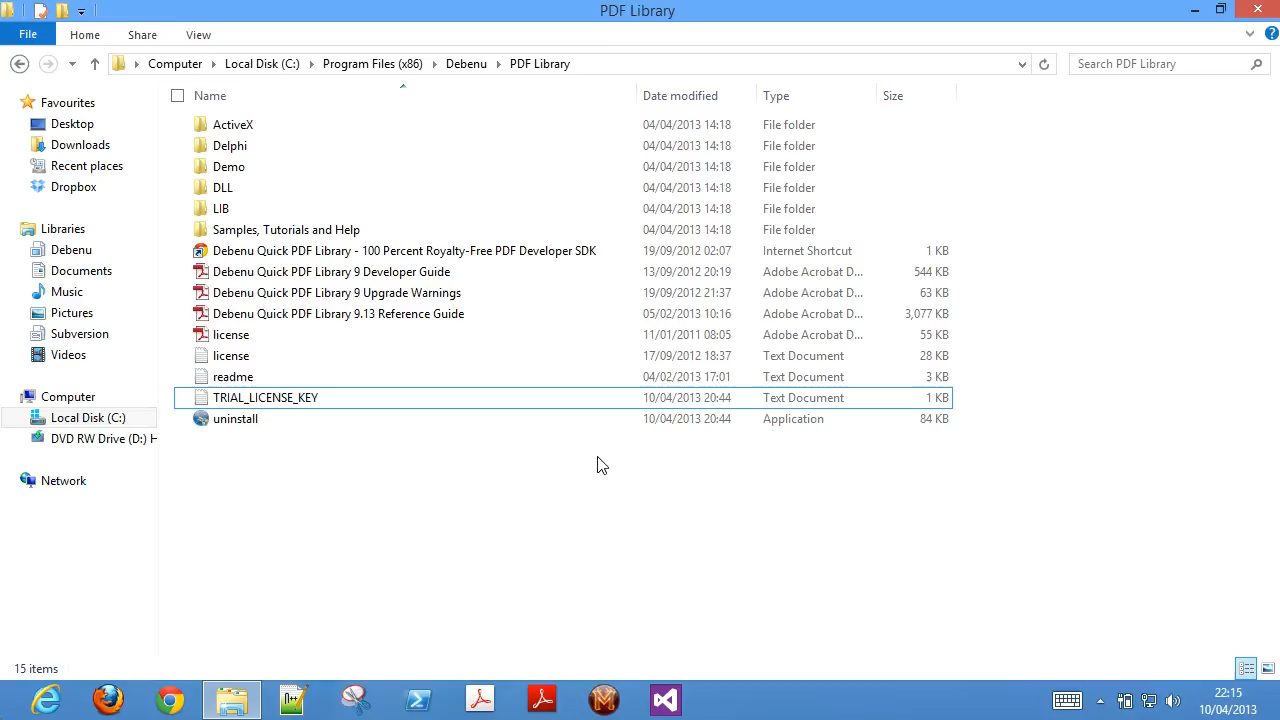 PDF Library
File Home Share View
Computer Local Disk (C:) Program Files (x86) Debenu PDF Library Search PDF Library
Name Date modified Type Size
Favourites
Desktop
Downloads
Recent places
Dropbox
Libraries
Debenu
Documents
Music
Pictures
Subversion
Videos
Computer
Local Disk (C:)
DVD RW Drive (D:) H
Network
ActiveX 04/04/2013 14:18 File folder
Delphi 04/04/2013 14:18 File folder
Demo 04/04/2013 14:18 File folder
DLL 04/04/2013 14:18 File folder
LIB 04/04/2013 14:18 File folder
Samples, Tutorials and Help 04/04/2013 14:18 File folder
Debenu Quick PDF Library - 100 Percent Royalty-Free PDF Developer SDK 19/09/2012 02:07 Internet Shortcut 1 KB
Debenu Quick PDF Library 9 Developer Guide 13/09/2012 20:19 Adobe Acrobat D... 544 KB
Debenu Quick PDF Library 9 Upgrade Warnings 19/09/2012 21:37 Adobe Acrobat D... 63 KB
Debenu Quick PDF Library 9.13 Reference Guide 05/02/2013 10:16 Adobe Acrobat D... 3,077 KB
license 11/01/2011 08:05 Adobe Acrobat D... 55 KB
license 17/09/2012 18:37 Text Document 28 KB
readme 04/02/2013 17:01 Text Document 3 KB
TRIAL_LICENSE_KEY 10/04/2013 20:44 Text Document 1 KB
uninstall 10/04/2013 20:44 Application 84 KB
15 items
22:15
10/04/2013